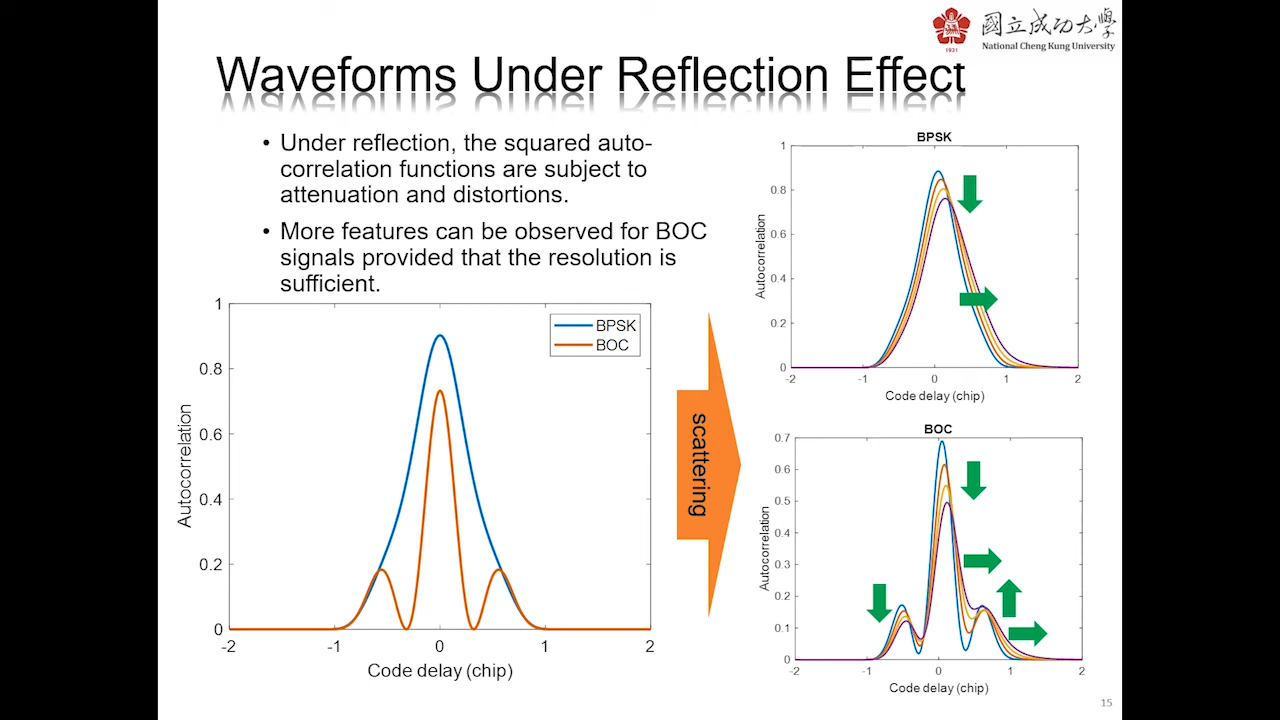 國立成功大學
1931
National Cheng Kung University
Waveforms Under Reflection Effect
• Under reflection, the squared auto-
correlation functions are subject to
attenuation and distortions.
• More features can be observed for BOC
signals provided that the resolution is
sufficient.
1
0.8
0.6
0.4
0.2
0
Autocorrelation
BPSK
BOC
-2
-1
0
1
2
Code delay (chip)
scattering
BPSK
1
0.8
0.6
0.4
0.2
0
Autocorrelation
-2
-1
0
1
2
Code delay (chip)
BOC
0.7
0.6
0.5
0.4
0.3
0.2
0.1
0
Autocorrelation
-2
-1
0
1
2
Code delay (chip)
15